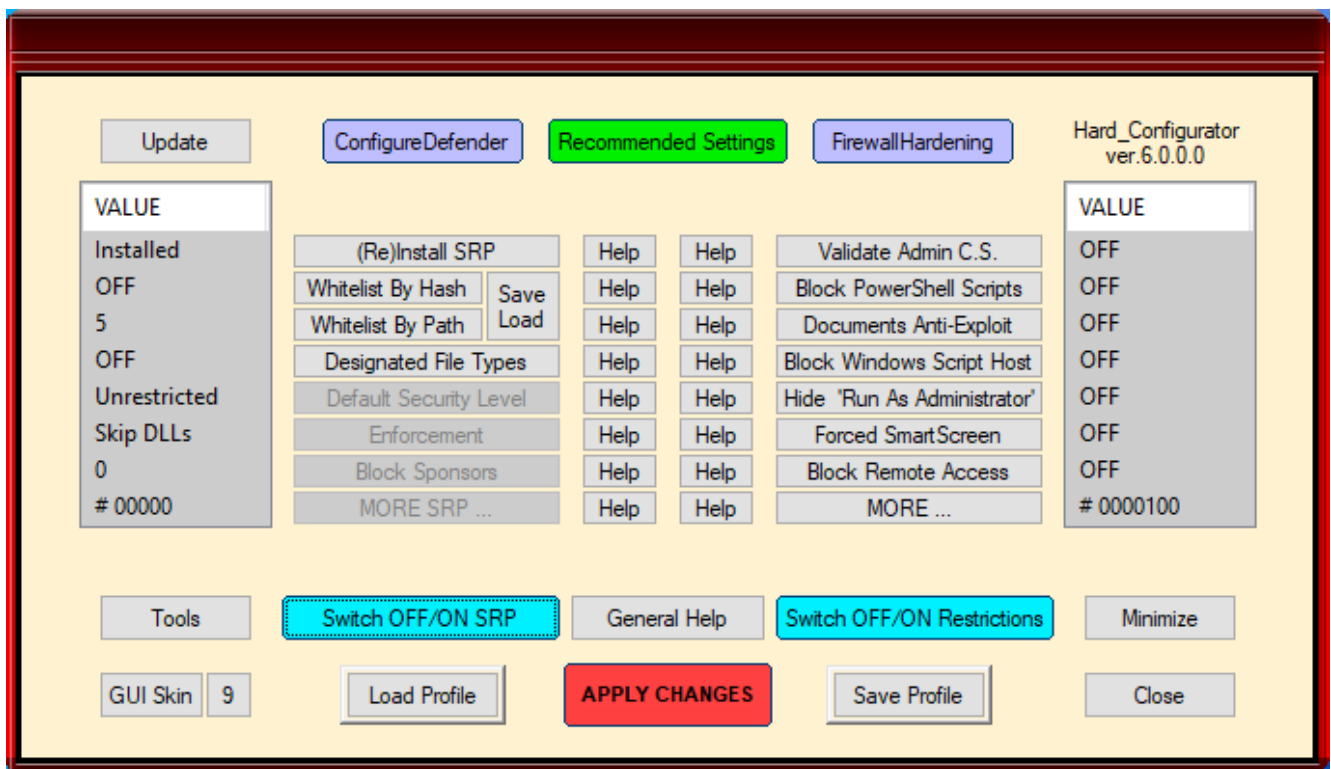 Update
ConfigureDefender
Recommended Settings
FirewallHardening
Hard_Configurator
ver.6.0.0.0
VALUE
VALUE
Installed
(Re)Install SRP
Help
Help
Validate Admin C.S.
OFF
OFF
Whitelist By Hash
Save
Load
Help
Help
Block PowerShell Scripts
OFF
5
Whitelist By Path
Help
Help
Documents Anti-Exploit
OFF
OFF
Designated File Types
Help
Help
Block Windows Script Host
OFF
Unrestricted
Default Security Level
Help
Help
Hide "Run As Administrator"
OFF
Skip DLLs
Enforcement
Help
Help
Forced SmartScreen
OFF
0
Block Sponsors
Help
Help
Block Remote Access
OFF
# 00000
MORE SRP ...
Help
Help
MORE ...
# 0000100
Tools
Switch OFF/ON SRP
General Help
Switch OFF/ON Restrictions
Minimize
GUI Skin
9
Load Profile
APPLY CHANGES
Save Profile
Close